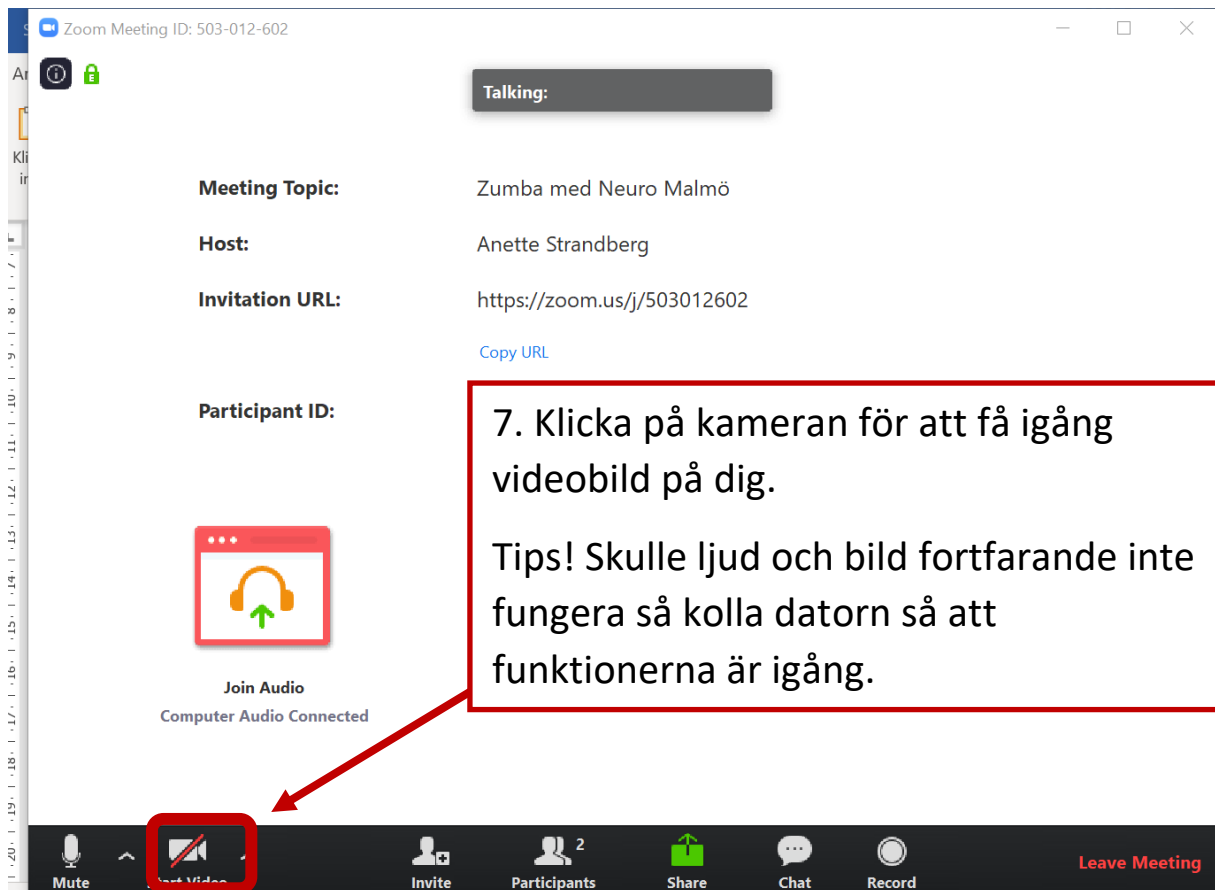 Zoom Meeting ID: 503-012-602
Talking:
Meeting Topic: Zumba med Neuro Malmö
Host: Anette Strandberg
Invitation URL: https://zoom.us/j/503012602
Copy URL
Participant ID:
7. Klicka på kameran för att få igång
videobild på dig.
Tips! Skulle ljud och bild fortfarande inte
fungera så kolla datorn så att
funktionerna är igång.
Join Audio
Computer Audio Connected
2
Mute Start Video Invite Participants Share Chat Record Leave Meeting